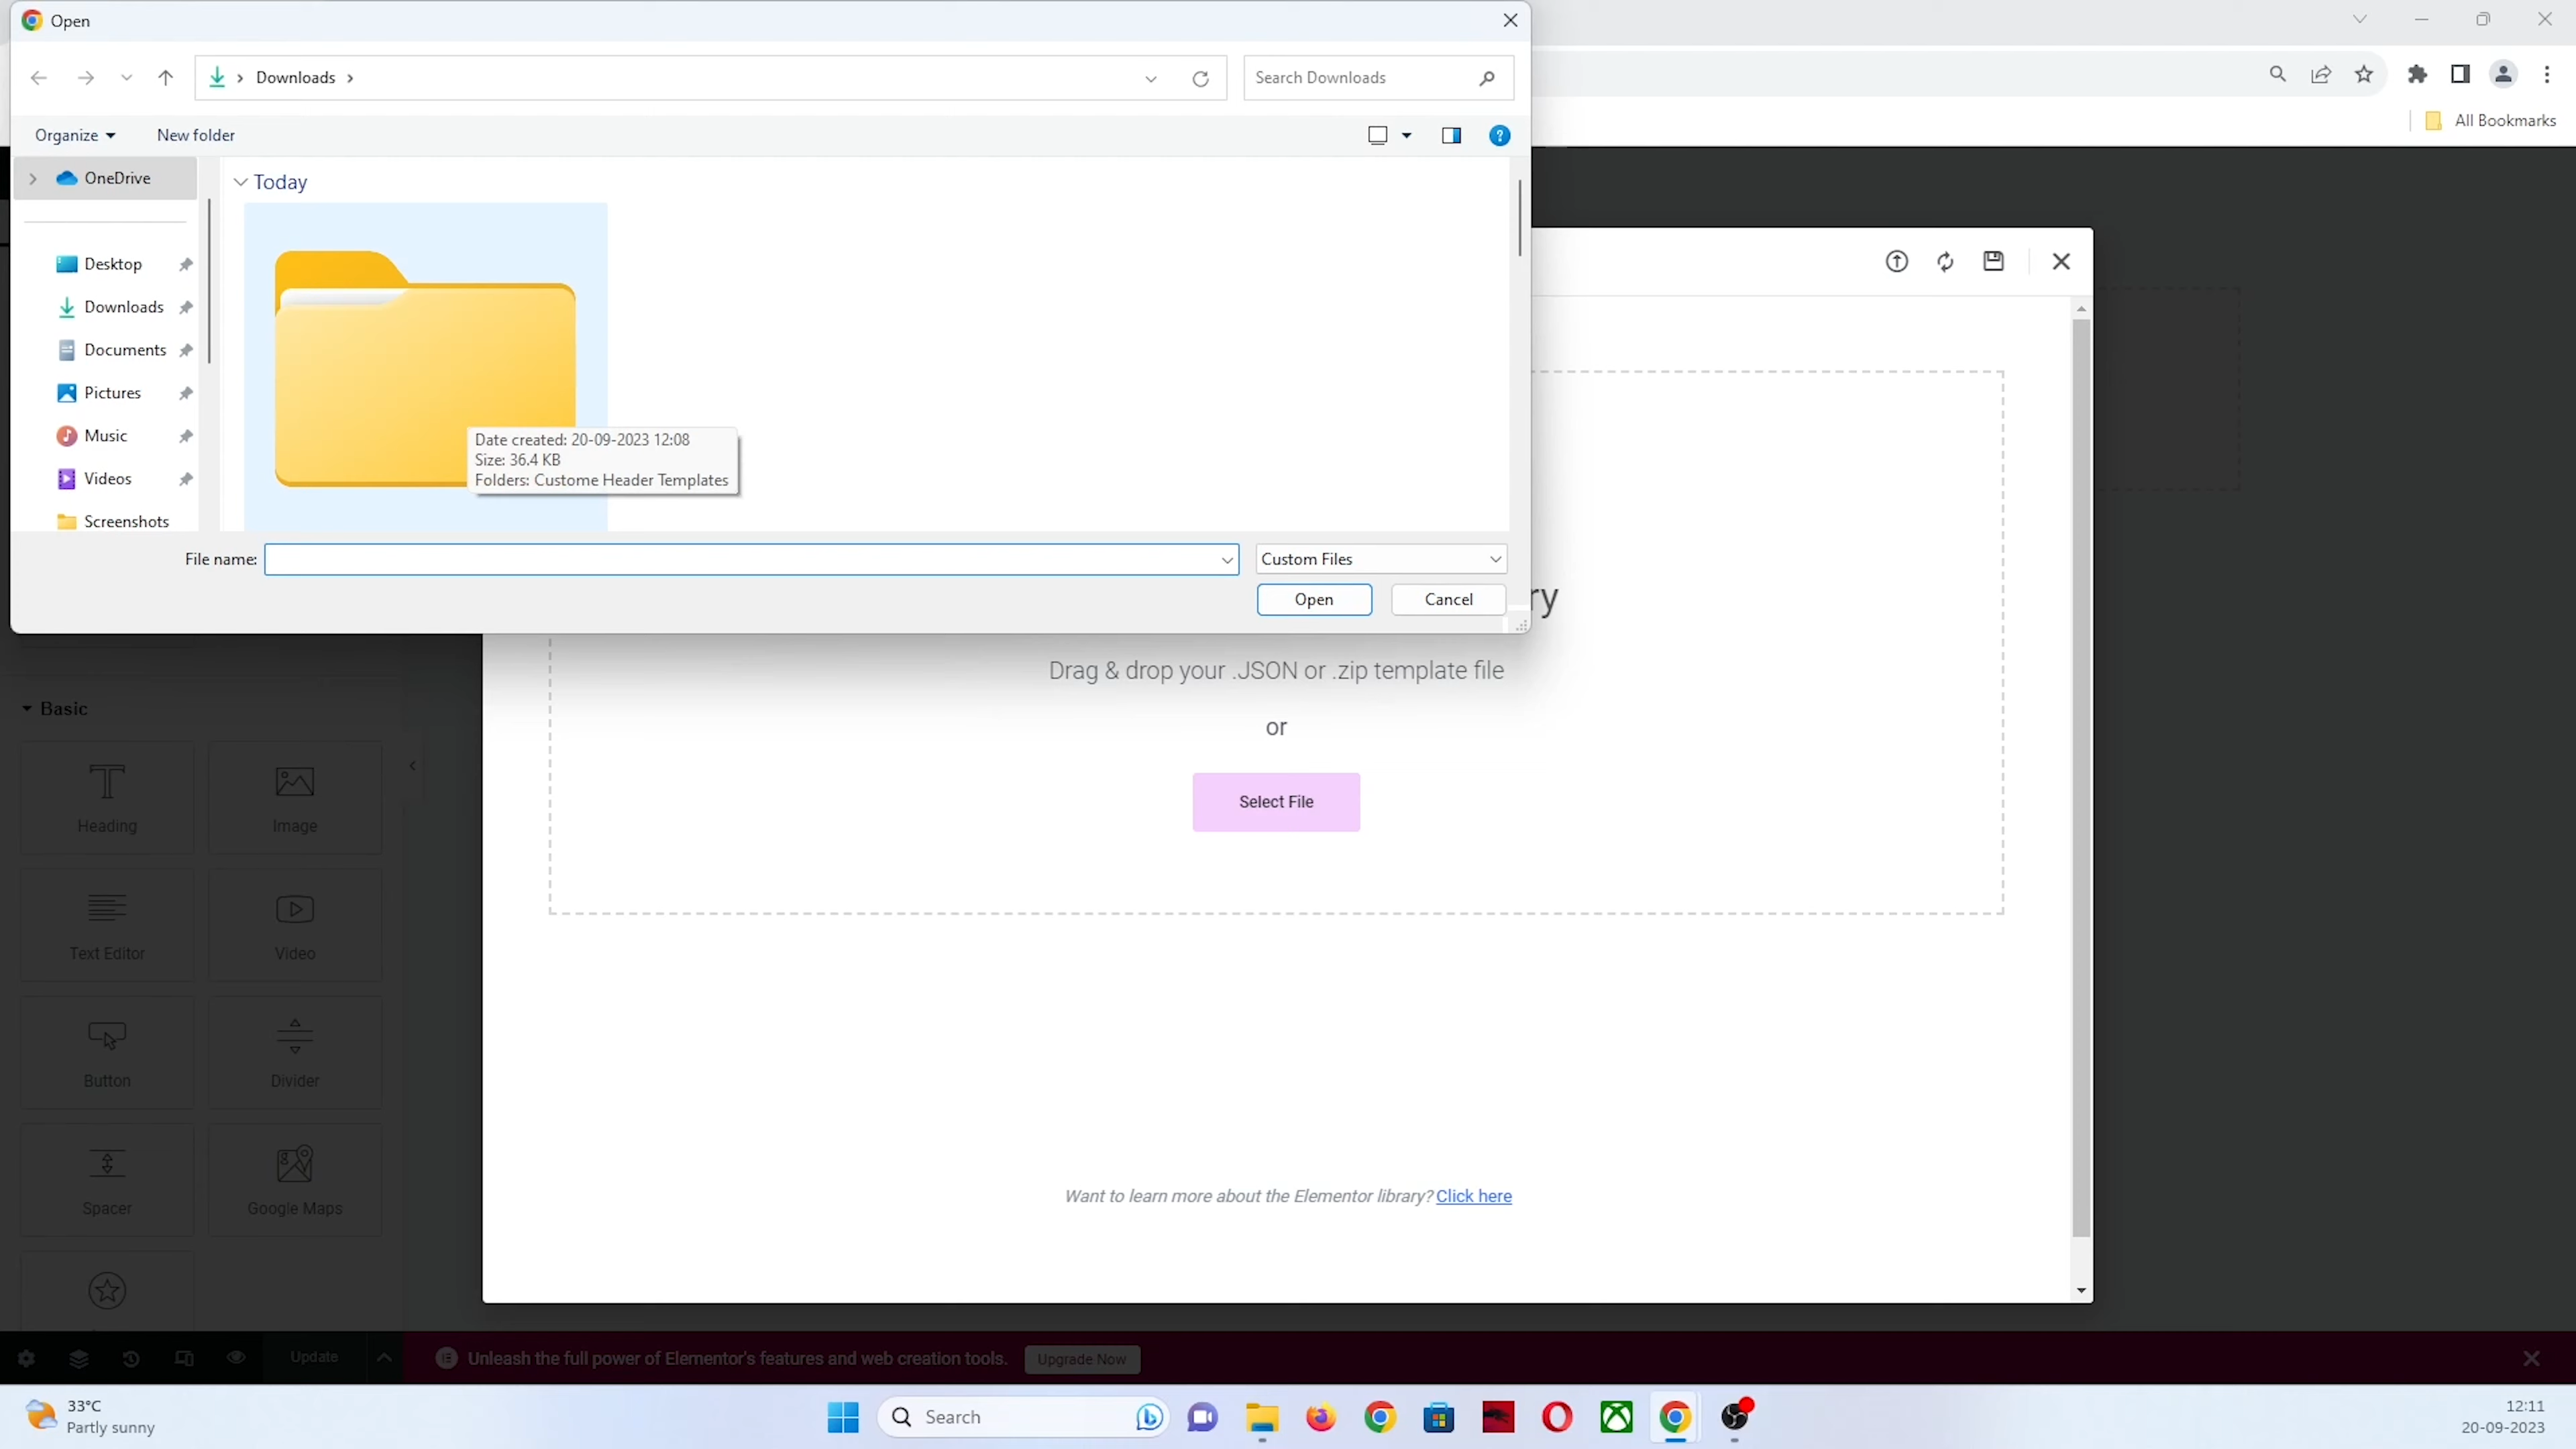 Open
Downloads
Search Downloads
All Bookmarks
Organize
New folder
OneDrive
Today
Desktop
Downloads
Documents
Pictures
Music
Videos
Screenshots
Date created: 20-09-2023 12:08
Size: 36.4 KB
Folders: Custome Header Templates
File name:
Custom Files
Open
Cancel
ry
Drag & drop your .JSON or .zip template file
or
Select File
Basic
Heading
Image
Text Editor
Video
Button
Divider
Spacer
Google Maps
Want to learn more about the Elementor library? Click here
Update
Unleash the full power of Elementor's features and web creation tools.
Upgrade Now
33°C
Partly sunny
Search
12:11
20-09-2023